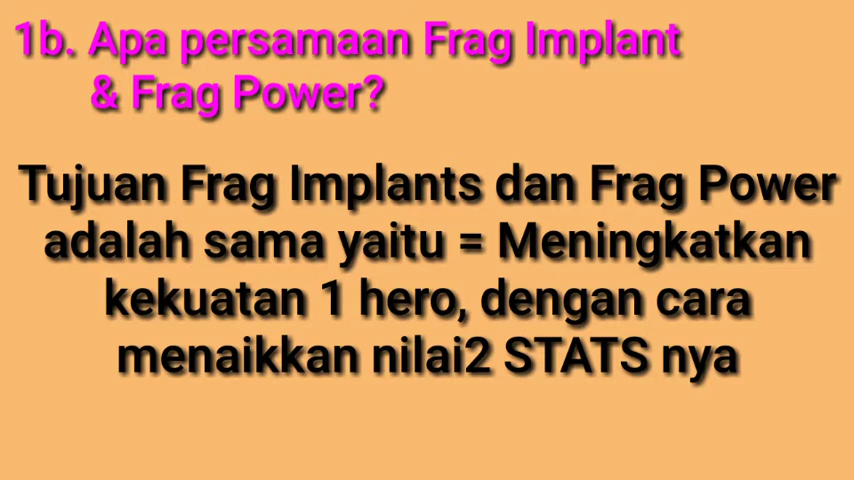 1b. Apa persamaan Frag Implant
& Frag Power?
Tujuan Frag Implants dan Frag Power
adalah sama yaitu = Meningkatkan
kekuatan 1 hero, dengan cara
menaikkan nilai2 STATS nya